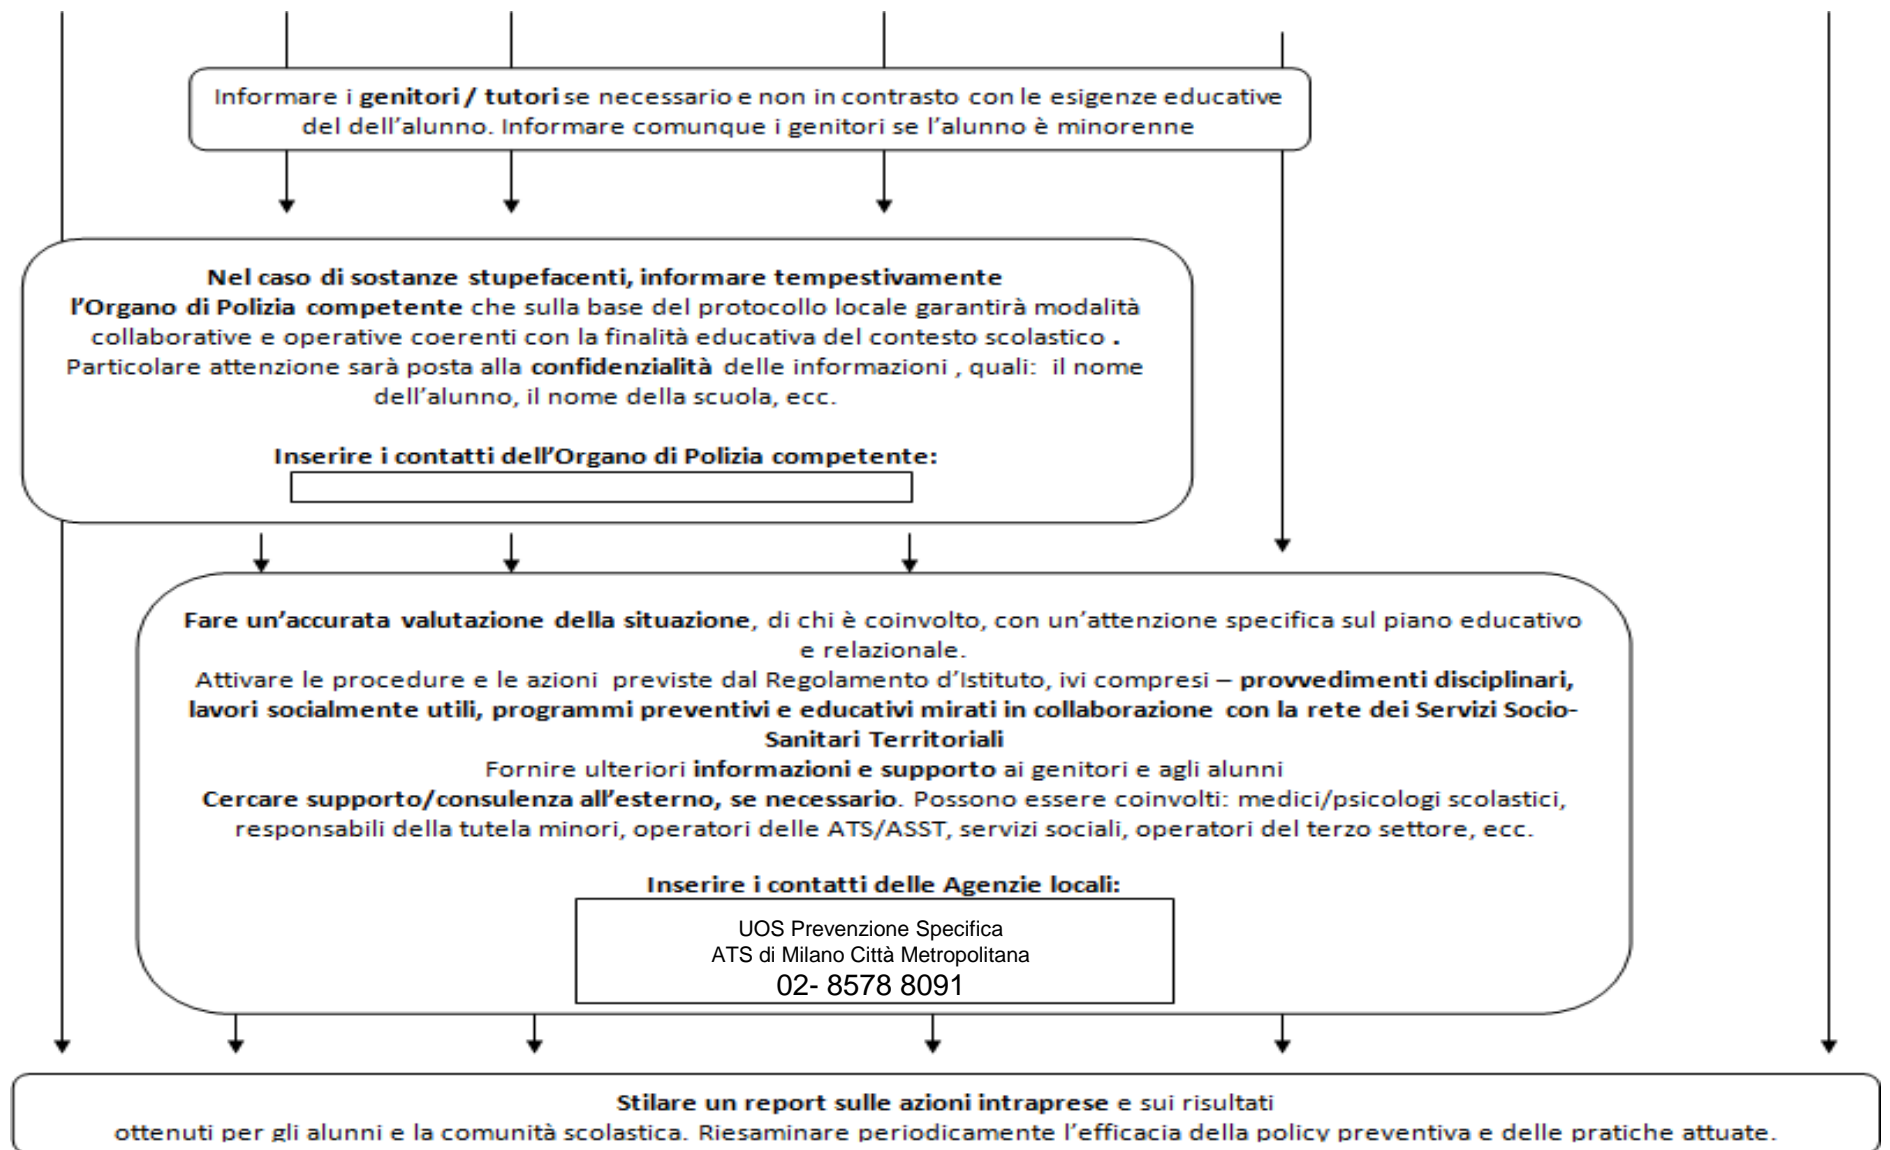 Informare i genitori / tutori se necessario e non in contrasto con le esigenze educative
del dell'alunno. Informare comunque i genitori se l'alunno è minorenne
Nel caso di sostanze stupefacenti, informare tempestivamente
l'Organo di Polizia competente che sulla base del protocollo locale garantirà modalità
collaborative e operative coerenti con la finalità educativa del contesto scolastico .
Particolare attenzione sarà posta alla confidenzialità delle informazioni , quali: il nome
dell'alunno, il nome della scuola, ecc.
Inserire i contatti dell'Organo di Polizia competente:
Fare un'accurata valutazione della situazione, di chi è coinvolto, con un'attenzione specifica sul piano educativo
e relazionale.
Attivare le procedure e le azioni previste dal Regolamento d'Istituto, ivi compresi – provvedimenti disciplinari,
lavori socialmente utili, programmi preventivi e educativi mirati in collaborazione con la rete dei Servizi Socio-
Sanitari Territoriali
Fornire ulteriori informazioni e supporto ai genitori e agli alunni
Cercare supporto/consulenza all'esterno, se necessario. Possono essere coinvolti: medici/psicologi scolastici,
responsabili della tutela minori, operatori delle ATS/ASST, servizi sociali, operatori del terzo settore, ecc.
Inserire i contatti delle Agenzie locali:
UOS Prevenzione Specifica
ATS di Milano Città Metropolitana
02- 8578 8091
Stilare un report sulle azioni intraprese e sui risultati
ottenuti per gli alunni e la comunità scolastica. Riesaminare periodicamente l'efficacia della policy preventiva e delle pratiche attuate.